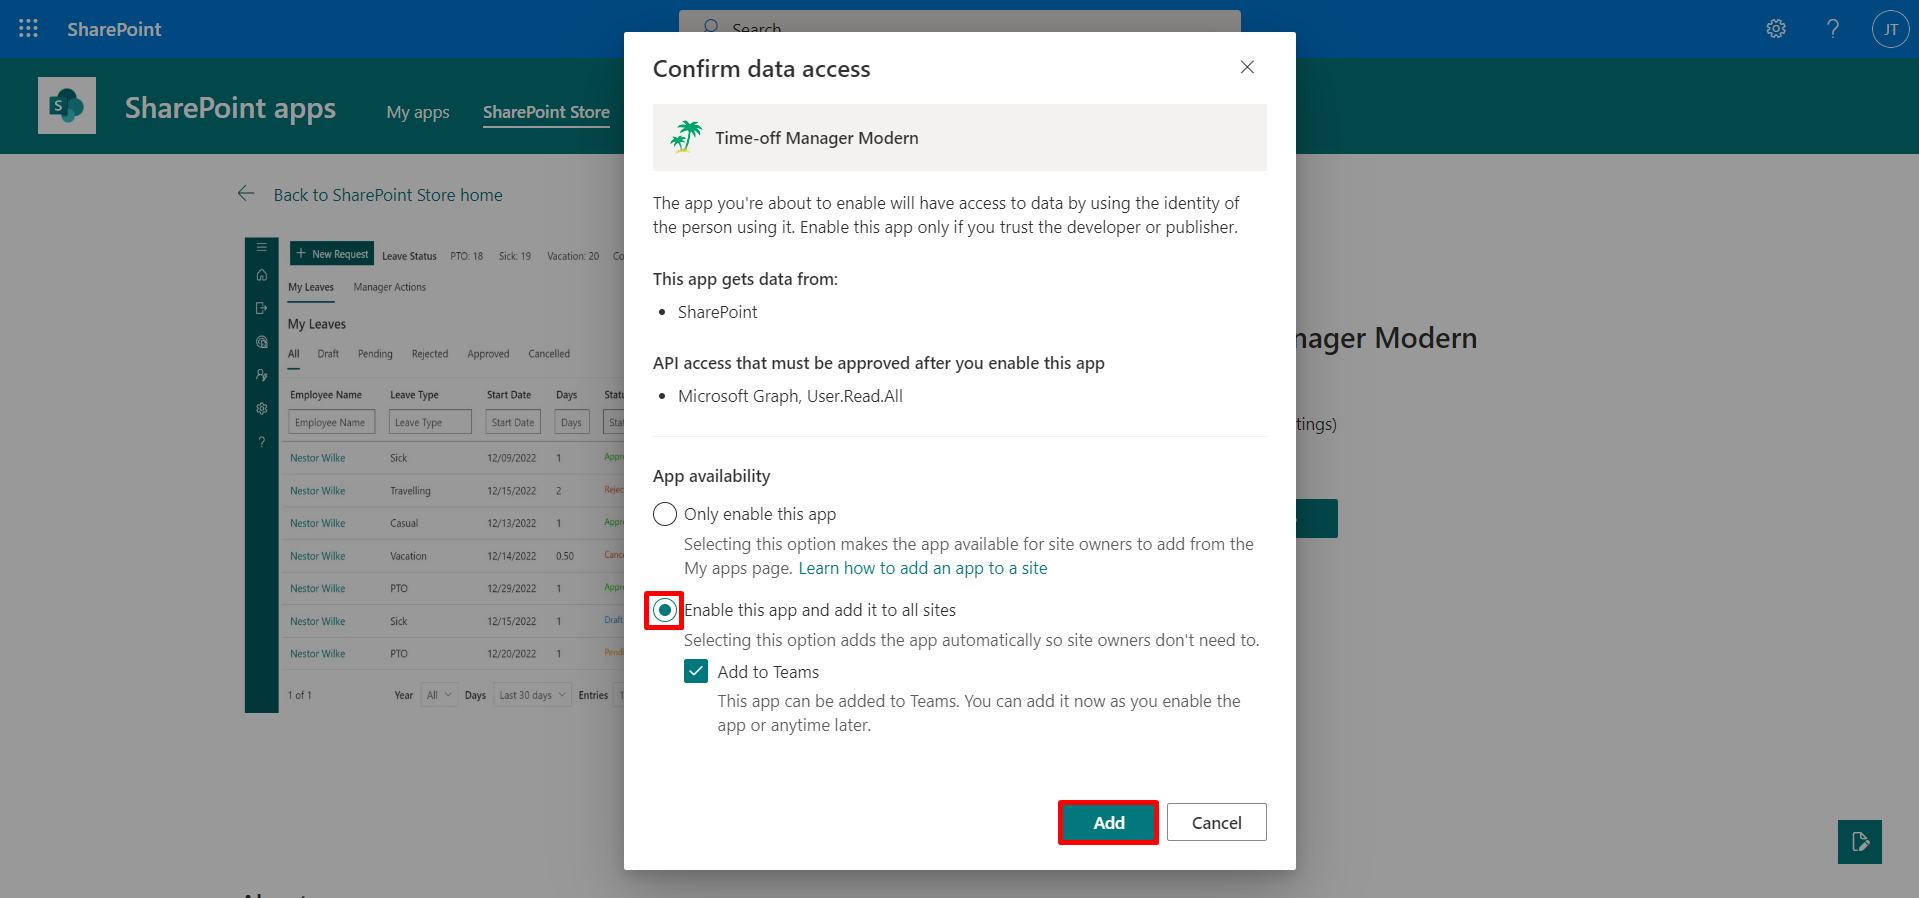 SharePoint
Search
JT
SharePoint apps
My apps
SharePoint Store
Back to SharePoint Store home
New Request
Leave Status
PTO: 18
Sick: 19
Vacation: 20
My Leaves
Manager Actions
My Leaves
All
Draft
Pending
Rejected
Approved
Cancelled
Employee Name
Leave Type
Start Date
Days
Employee Name
Leave Type
Start Date
Days
Nestor Wilke Sick 12/09/2022 1
Nestor Wilke Travelling 12/15/2022 2
Nestor Wilke Casual 12/13/2022 1
Nestor Wilke Vacation 12/14/2022 0.50
Nestor Wilke PTO 12/29/2022 1
Nestor Wilke Sick 12/15/2022 1 Draft
Nestor Wilke PTO 12/20/2022 1
1 of 1
Year
All
Days
Last 30 days
Entries
Confirm data access
Time-off Manager Modern
The app you're about to enable will have access to data by using the identity of
the person using it. Enable this app only if you trust the developer or publisher.
This app gets data from:
• SharePoint
API access that must be approved after you enable this app
• Microsoft Graph, User.Read.All
App availability
Only enable this app
Selecting this option makes the app available for site owners to add from the
My apps page. Learn how to add an app to a site
Enable this app and add it to all sites
Selecting this option adds the app automatically so site owners don't need to.
Add to Teams
This app can be added to Teams. You can add it now as you enable the
app or anytime later.
Add
Cancel
nager Modern
tings)